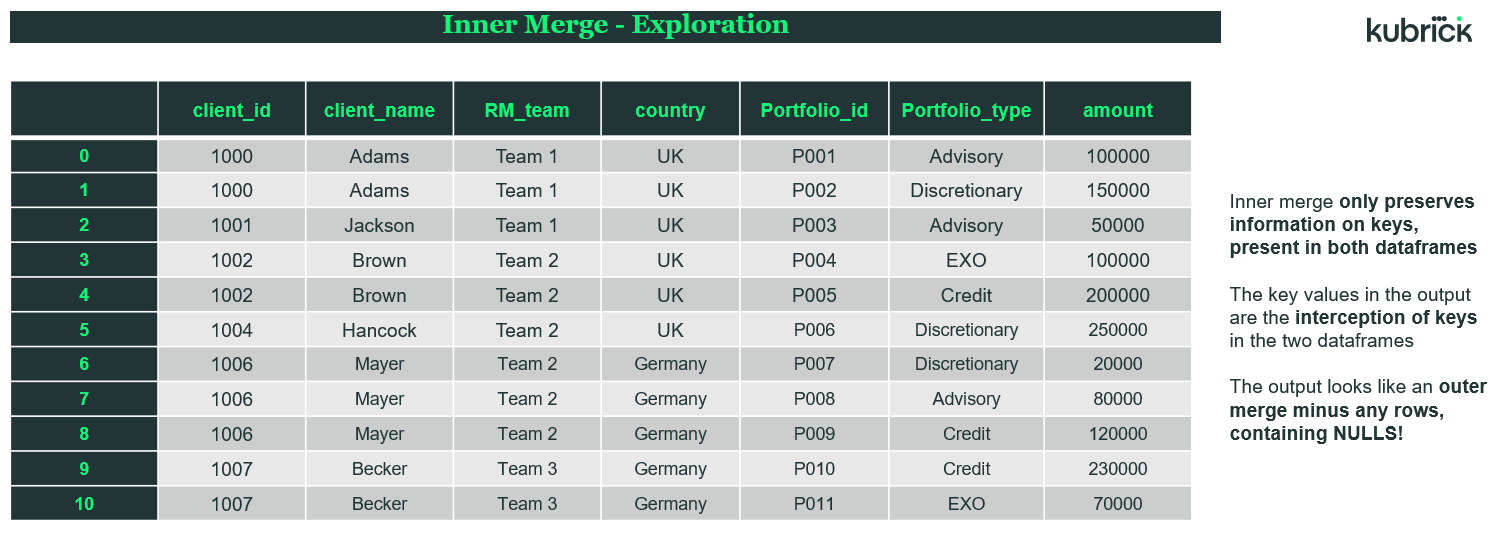 Inner Merge - Exploration
kubrick
client_id client_name RM_team country Portfolio_id Portfolio_type amount
0 1000 Adams Team 1 UK P001 Advisory 100000
1 1000 Adams Team 1 UK P002 Discretionary 150000
2 1001 Jackson Team 1 UK P003 Advisory 50000
3 1002 Brown Team 2 UK P004 EXO 100000
4 1002 Brown Team 2 UK P005 Credit 200000
5 1004 Hancock Team 2 UK P006 Discretionary 250000
6 1006 Mayer Team 2 Germany P007 Discretionary 20000
7 1006 Mayer Team 2 Germany P008 Advisory 80000
8 1006 Mayer Team 2 Germany P009 Credit 120000
9 1007 Becker Team 3 Germany P010 Credit 230000
10 1007 Becker Team 3 Germany P011 EXO 70000
Inner merge only preserves
information on keys,
present in both dataframes
The key values in the output
are the interception of keys
in the two dataframes
The output looks like an outer
merge minus any rows,
containing NULLS!